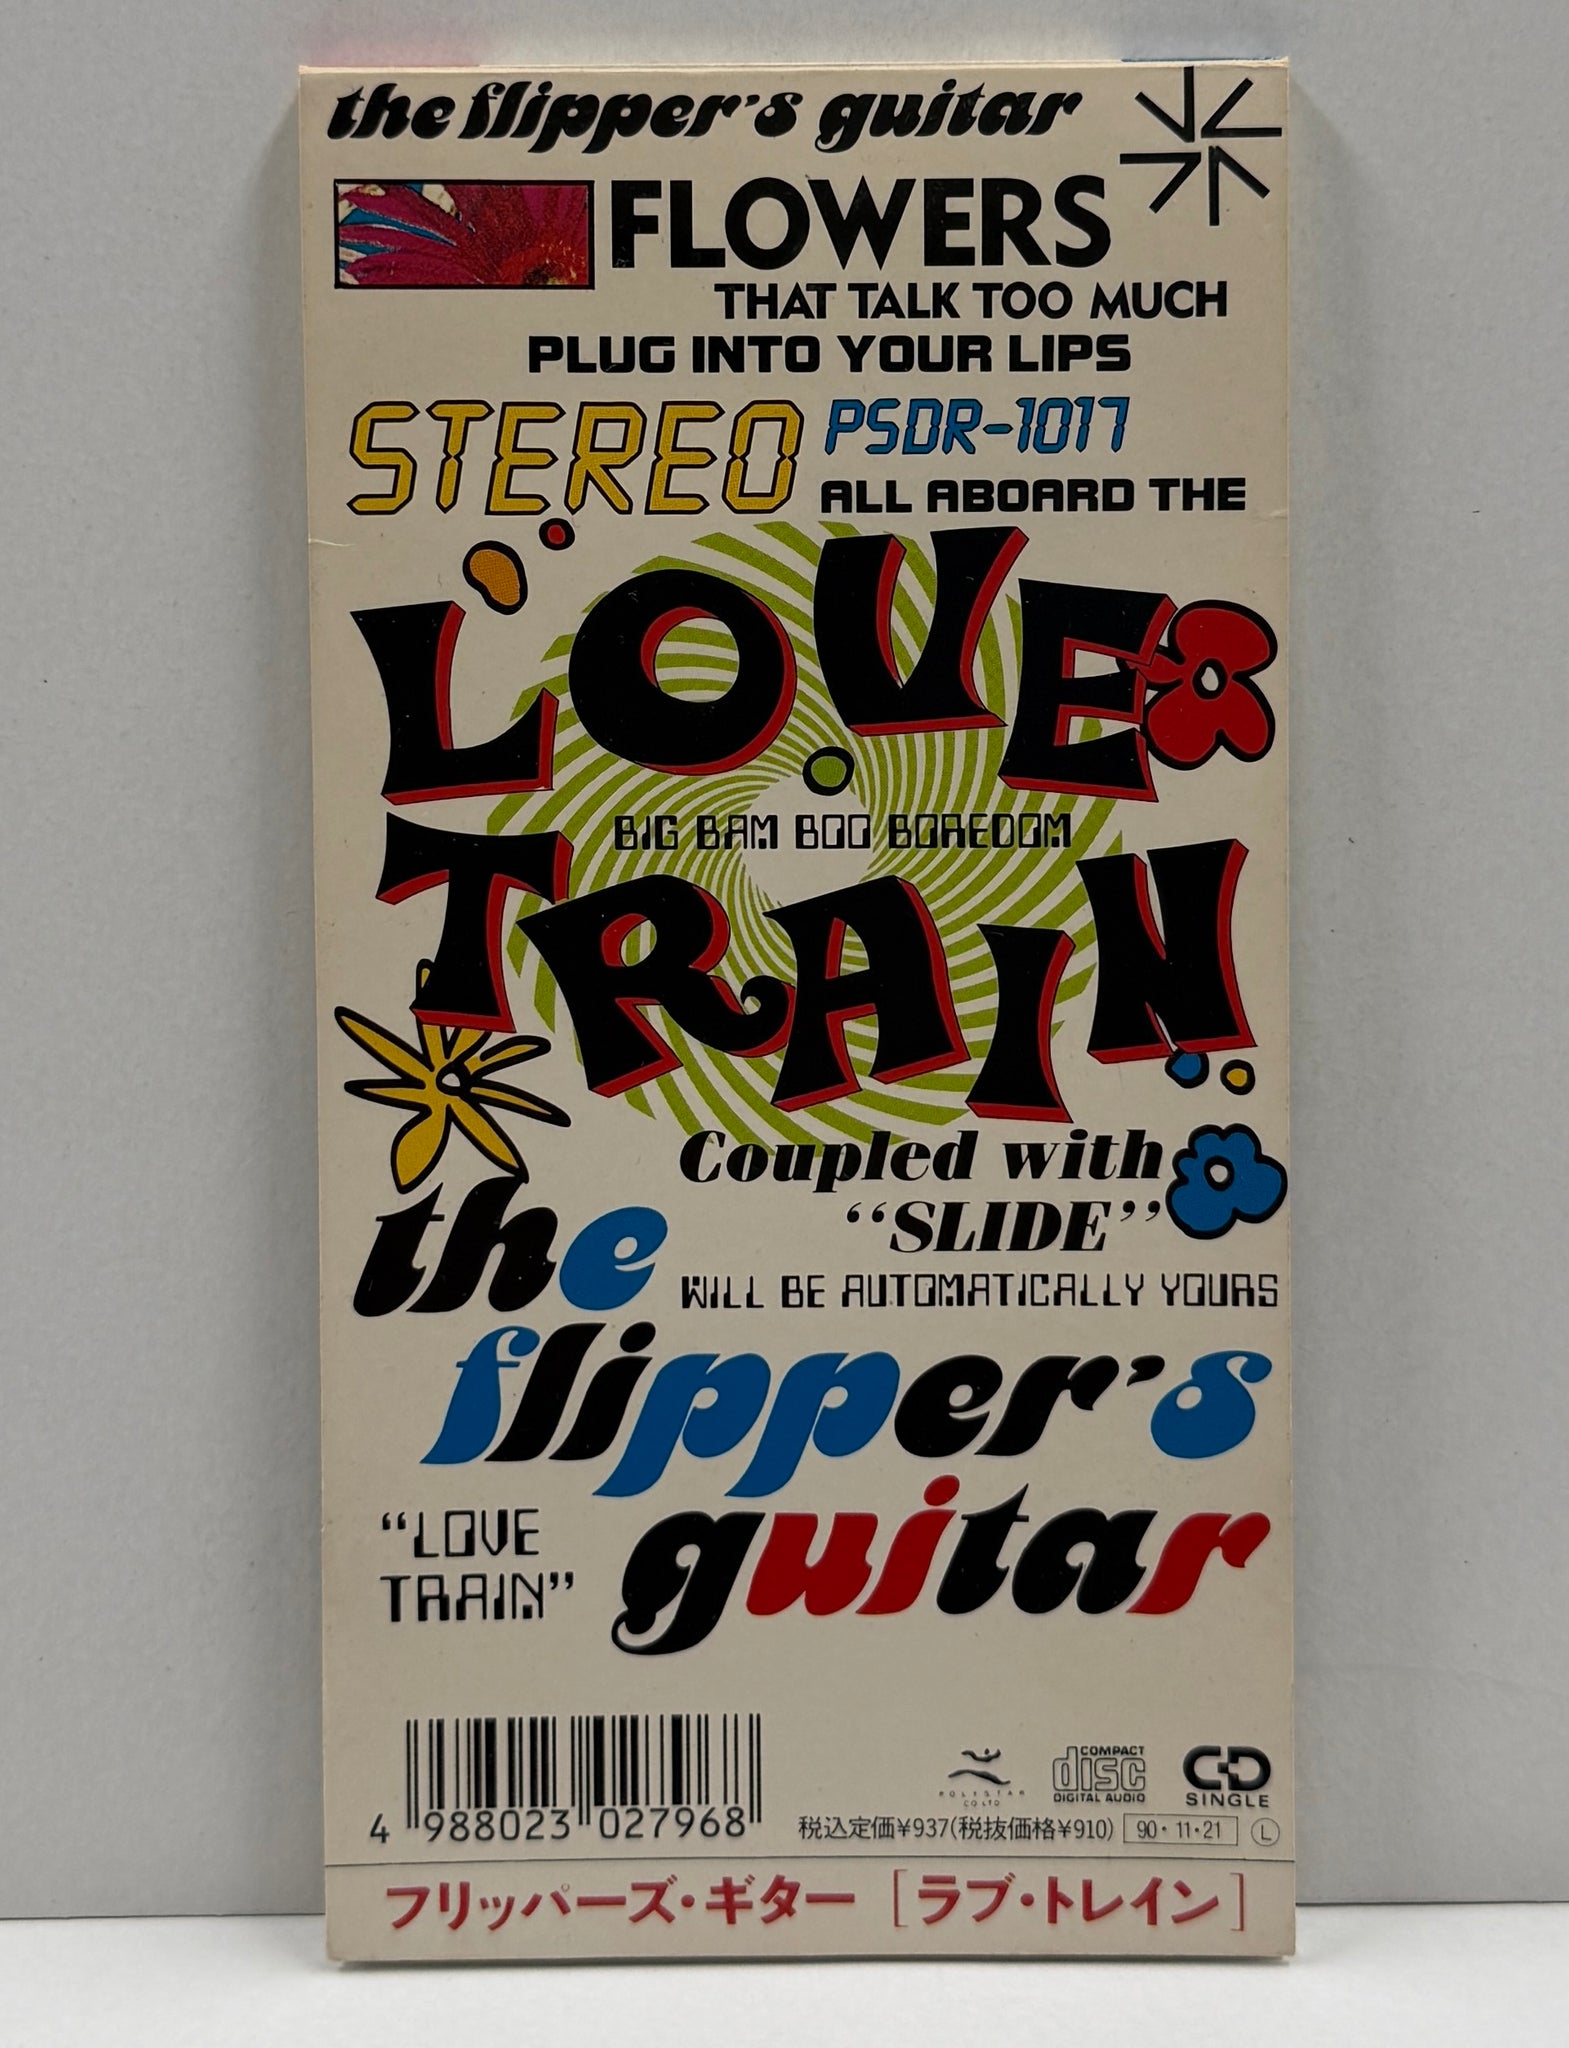 the flipper's guitar
FLOWERS
THAT TALK TOO MUCH
PLUG INTO YOUR LIPS
STEREO PSDR-1017
ALL ABOARD THE
LOVE
BIG BAM BOO BOREDOM
TRAIN
Coupled with
“SLIDE”
WILL BE AUTOMATICALLY YOURS
the
flipper's
guitar
“LOVE
TRAIN”
4 988023 027968
POLYSTAR
CO.LTD
COMPACT
disc
DIGITAL AUDIO
CD
SINGLE
税込定価¥937(税抜価格¥910) 90・11・21 L
フリッパーズ・ギター [ラブ・トレイン]